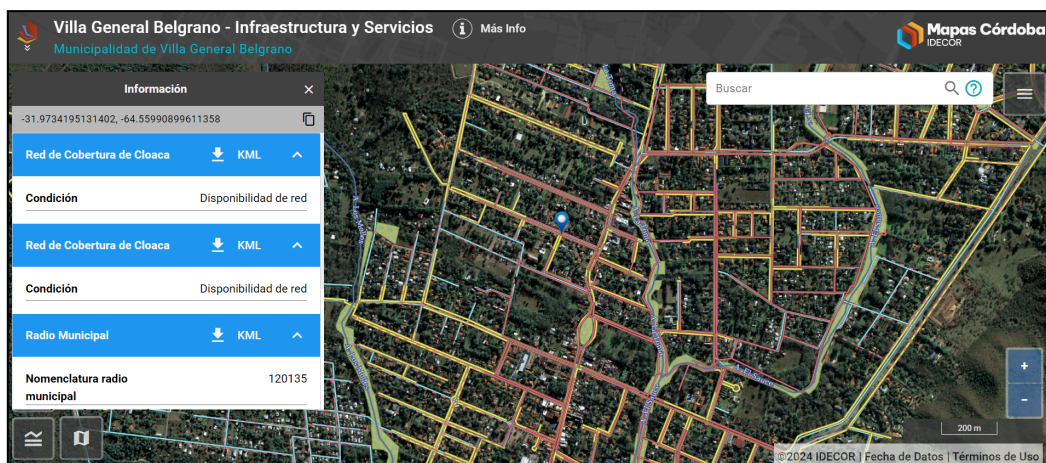 Villa General Belgrano - Infraestructura y Servicios
Más Info
Municipalidad de Villa General Belgrano
Mapas Córdoba
IDECOR
Información
Buscar
-31.9734195131402, -64.55990899611358
Red de Cobertura de Cloaca KML
Condición Disponibilidad de red
Red de Cobertura de Cloaca KML
Condición Disponibilidad de red
Radio Municipal KML
Nomenclatura radio 120135
municipal
A. El Sauce
+
-
200 m
©2024 IDECOR | Fecha de Datos | Términos de Uso